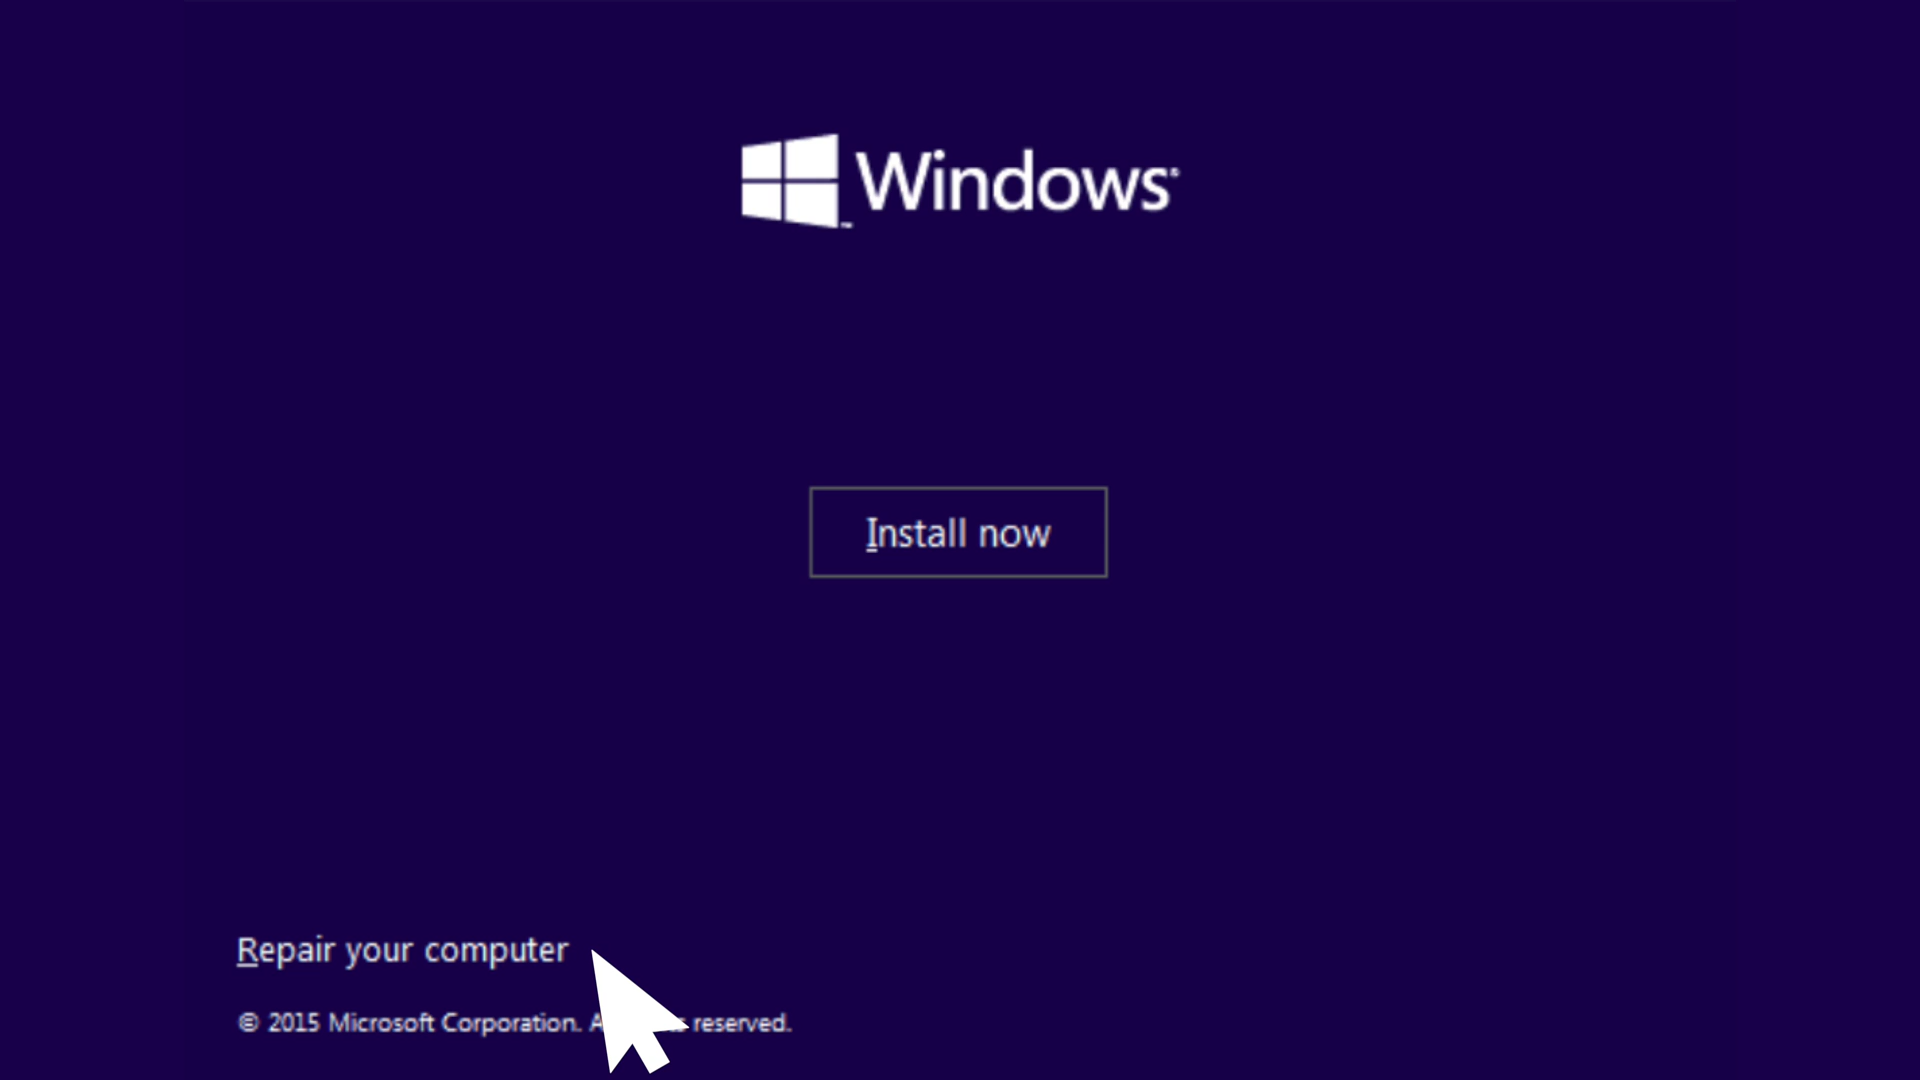 Windows
Install now
Repair your computer
© 2015 Microsoft Corporation. reserved.